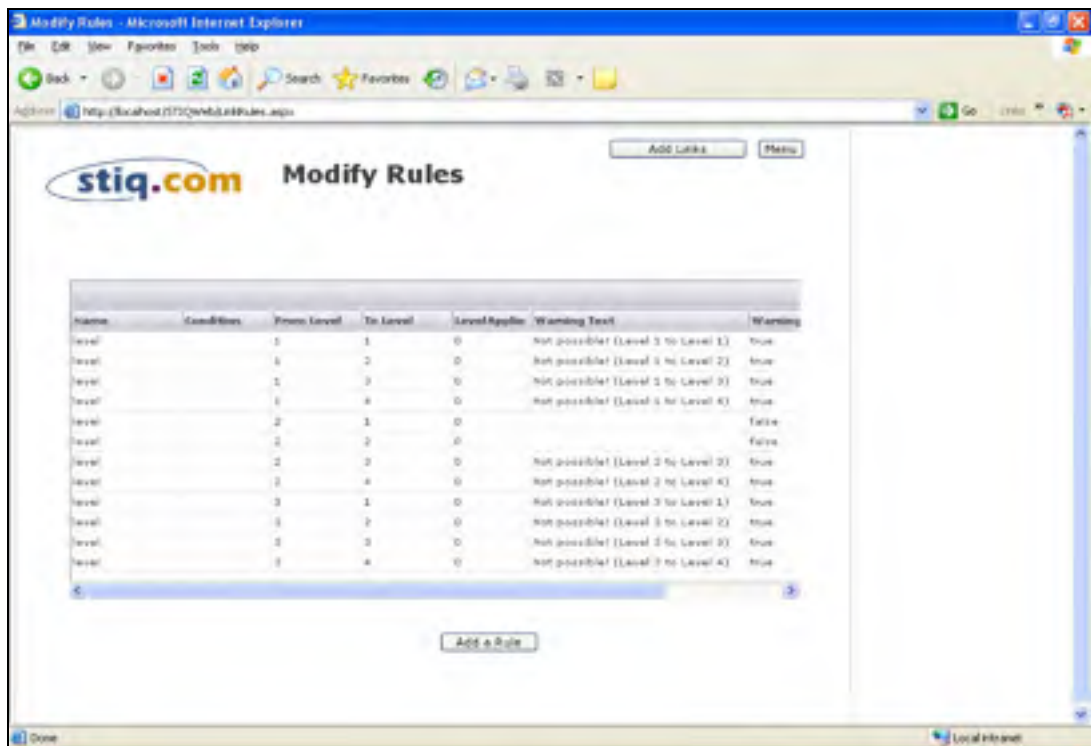 Modify Rules - Microsoft Internet Explorer
File Edit View Favorites Tools Help
Back Search Favorites
Address http://localhost/STIQWeb/LinkRules.aspx Go Links
Add Links Menu
stiq.com Modify Rules
Name Condition From Level To Level LevelApplie Warning Text Warning
level 1 1 0 Not possible! (Level 1 to Level 1) true
level 1 2 0 Not possible! (Level 1 to Level 2) true
level 1 3 0 Not possible! (Level 1 to Level 3) true
level 1 4 0 Not possible! (Level 1 to Level 4) true
level 2 1 0 false
level 2 2 0 false
level 2 3 0 Not possible! (Level 2 to Level 3) true
level 2 4 0 Not possible! (Level 2 to Level 4) true
level 3 1 0 Not possible! (Level 3 to Level 1) true
level 3 2 0 Not possible! (Level 3 to Level 2) true
level 3 3 0 Not possible! (Level 3 to Level 3) true
level 3 4 0 Not possible! (Level 3 to Level 4) true
Add a Rule
Done Local intranet